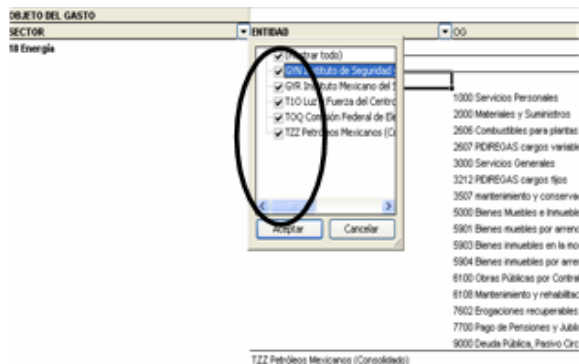 OBJETO DEL GASTO
SECTOR ENTIDAD OG
18 Energía
(Mostrar todo)
GYN Instituto de Seguridad
GYR Instituto Mexicano del S
T1O Luz y Fuerza del Centro
TOQ Comisión Federal de Ele
TZZ Petróleos Mexicanos (Co
Aceptar Cancelar
1000 Servicios Personales
2000 Materiales y Suministros
2606 Combustibles para plantas
2607 PIDIREGAS cargos variable
3000 Servicios Generales
3212 PIDIREGAS cargos fijos
3507 mantenimiento y conservac
5000 Bienes Muebles e Inmueble
5901 Bienes muebles por arrend
5903 Bienes inmuebles en la mo
5904 Bienes inmuebles por arre
6100 Obras Públicas por Contrat
6108 Mantenimiento y rehabilitac
7602 Erogaciones recuperables
7700 Pago de Pensiones y Jubil
9000 Deuda Pública, Pasivo Circ
TZZ Petróleos Mexicanos (Consolidado)